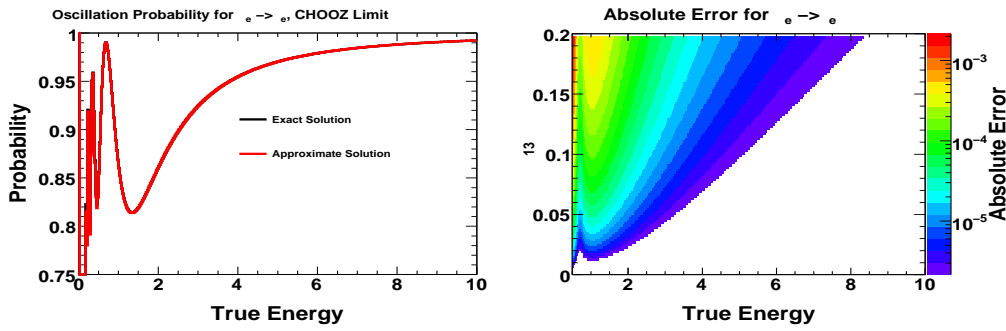 Oscillation Probability for e −> e, CHOOZ Limit
Probability
1
0.95
0.9
0.85
0.8
0.75
Exact Solution
Approximate Solution
0 2 4 6 8 10
True Energy
Absolute Error for e −> e
13
0.2
0.15
0.1
0.05
0
2 4 6 8 10
True Energy
10−3
10−4
10−5
Absolute Error